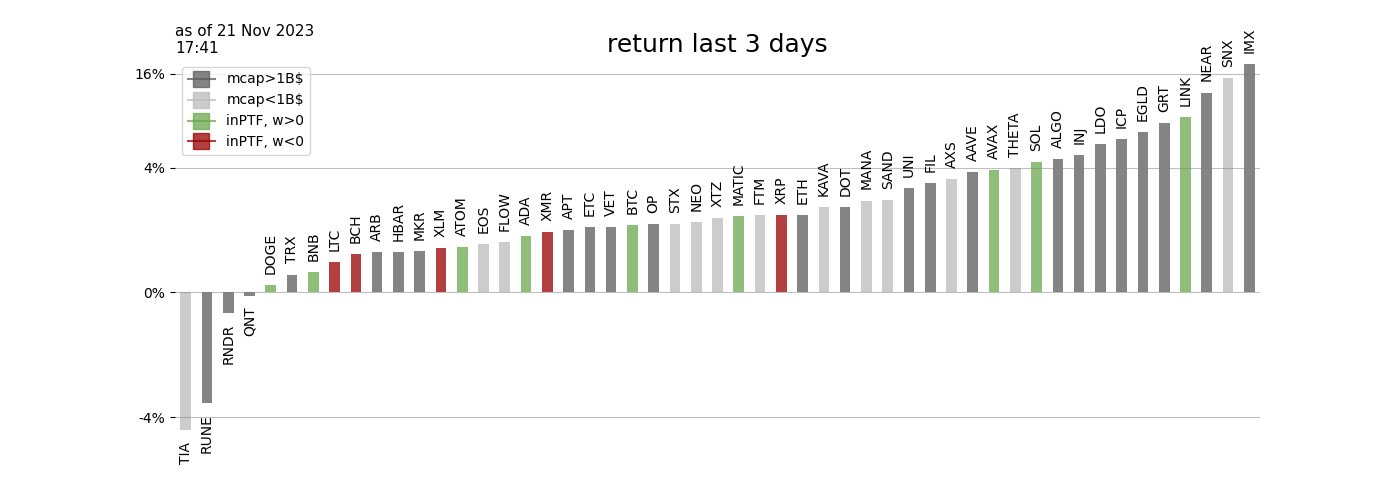 as of 21 Nov 2023
17:41
return last 3 days
16%
4%
0%
-4%
mcap>1B$
mcap<1B$
inPTF, w>0
inPTF, w<0
TIA
RUNE
RNDR
QNT
DOGE
TRX
BNB
LTC
BCH
ARB
HBAR
MKR
XLM
ATOM
EOS
FLOW
ADA
XMR
APT
ETC
VET
BTC
OP
STX
NEO
XTZ
MATIC
FTM
XRP
ETH
KAVA
DOT
MANA
SAND
UNI
FIL
AXS
AAVE
AVAX
THETA
SOL
ALGO
INJ
LDO
ICP
EGLD
GRT
LINK
NEAR
SNX
IMX